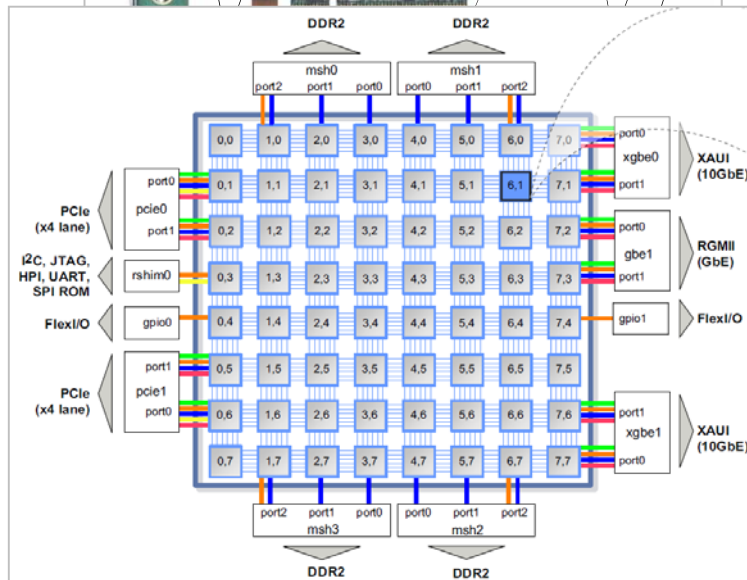 DDR2 DDR2
msh0 msh1
port2 port1 port0 port0 port1 port2
0,0 1,0 2,0 3,0 4,0 5,0 6,0 7,0
port0
xgbe0
port1
XAUI
(10GbE)
port0
pcie0
port1
PCIe
(x4 lane)
0,1 1,1 2,1 3,1 4,1 5,1 6,1 7,1
0,2 1,2 2,2 3,2 4,2 5,2 6,2 7,2
port0
gbe1
port1
RGMII
(GbE)
I2C, JTAG,
HPI, UART,
SPI ROM
rshim0
0,3 1,3 2,3 3,3 4,3 5,3 6,3 7,3
FlexI/O gpio0 0,4 1,4 2,4 3,4 4,4 5,4 6,4 7,4 gpio1 FlexI/O
port1
pcie1
port0
PCIe
(x4 lane)
0,5 1,5 2,5 3,5 4,5 5,5 6,5 7,5
0,6 1,6 2,6 3,6 4,6 5,6 6,6 7,6
port1
xgbe1
port0
XAUI
(10GbE)
0,7 1,7 2,7 3,7 4,7 5,7 6,7 7,7
port2 port1 port0 port0 port1 port2
msh3 msh2
DDR2 DDR2